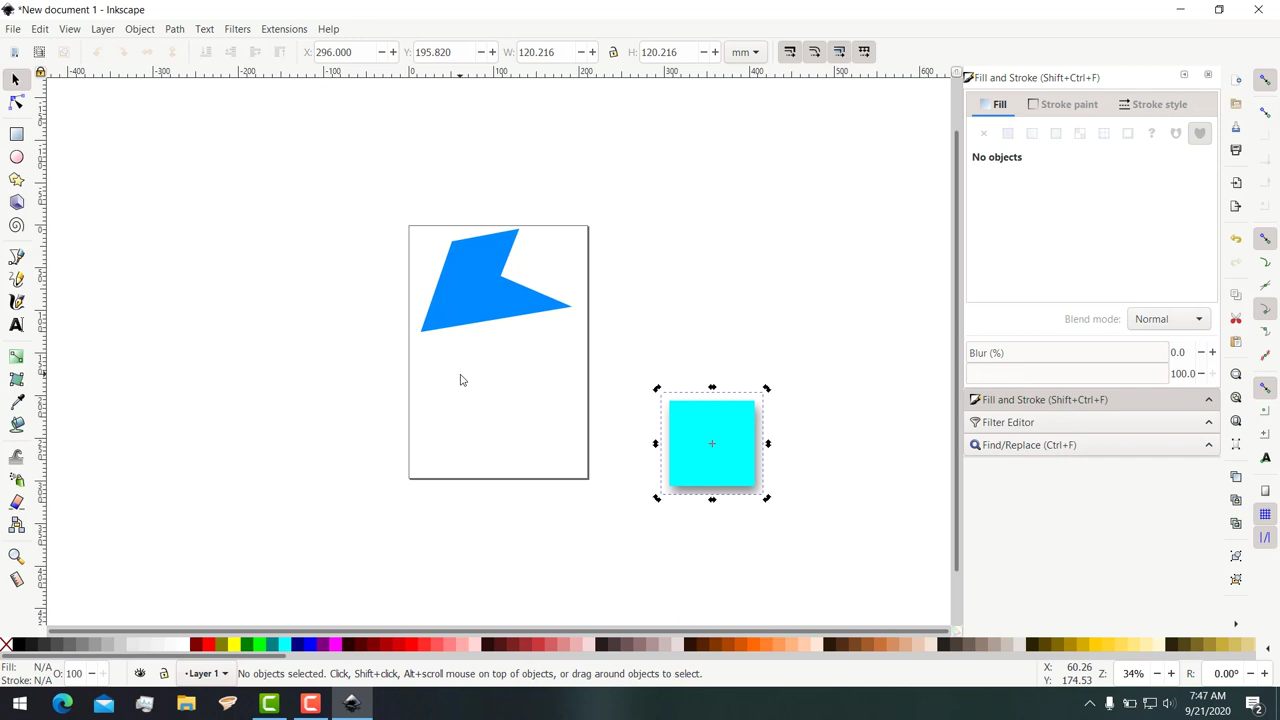 *New document 1 - Inkscape
File Edit View Layer Object Path Text Filters Extensions Help
X: 296.000 − + Y: 195.820 − + W: 120.216 − + H: 120.216 − + mm
Fill and Stroke (Shift+Ctrl+F)
Fill Stroke paint Stroke style
No objects
Blend mode: Normal
Blur (%) 0.0 − +
100.0 − +
Fill and Stroke (Shift+Ctrl+F)
Filter Editor
Find/Replace (Ctrl+F)
Fill: N/A
Stroke: N/A
O: 100 − +
Layer 1
No objects selected. Click, Shift+click, Alt+scroll mouse on top of objects, or drag around objects to select.
X: 60.26
Y: 174.53
Z: 34% − + R: 0.00° − +
7:47 AM
9/21/2020
2